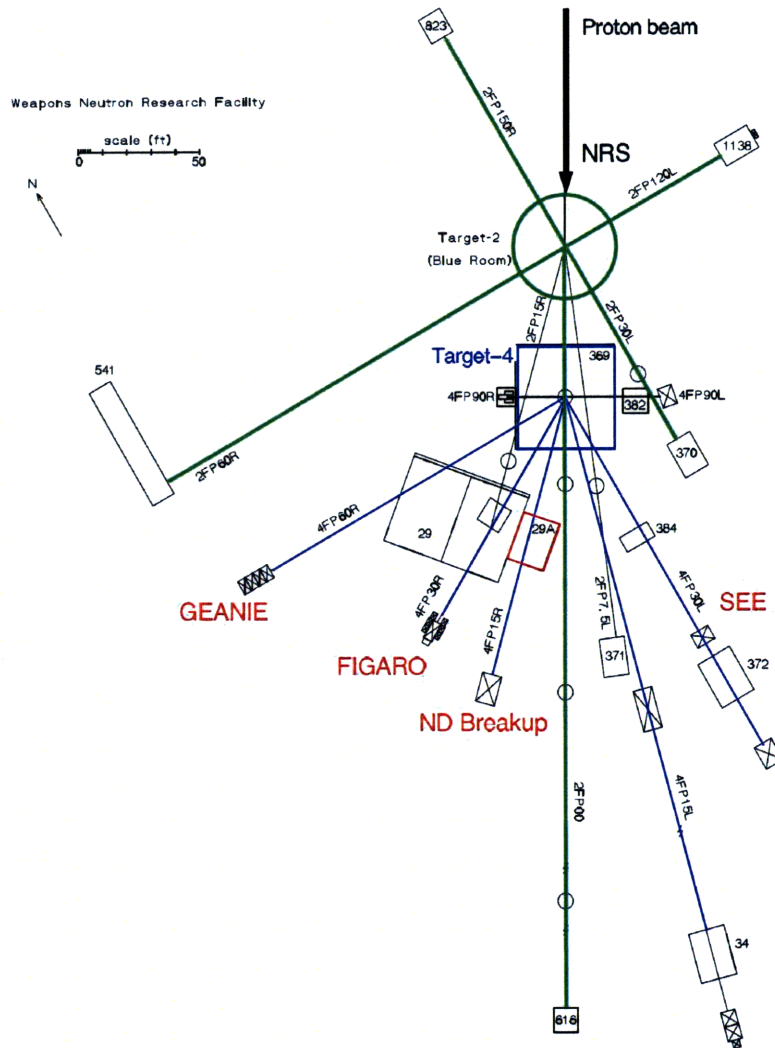 823
Proton beam
Weapons Neutron Research Facility
scale (ft)
0 50
2FP150R
1138
NRS
2FP120L
N
Target-2
(Blue Room)
2FP15R
2FP30L
541
Target-4
369
4FP90R
382
4FP90L
370
2FP60R
4FP60R
29
29A
384
4FP30L
GEANIE
4FP30R
4FP15R
2FP7.5L
SEE
FIGARO
371
372
ND Breakup
2FP00
4FP15L
34
616